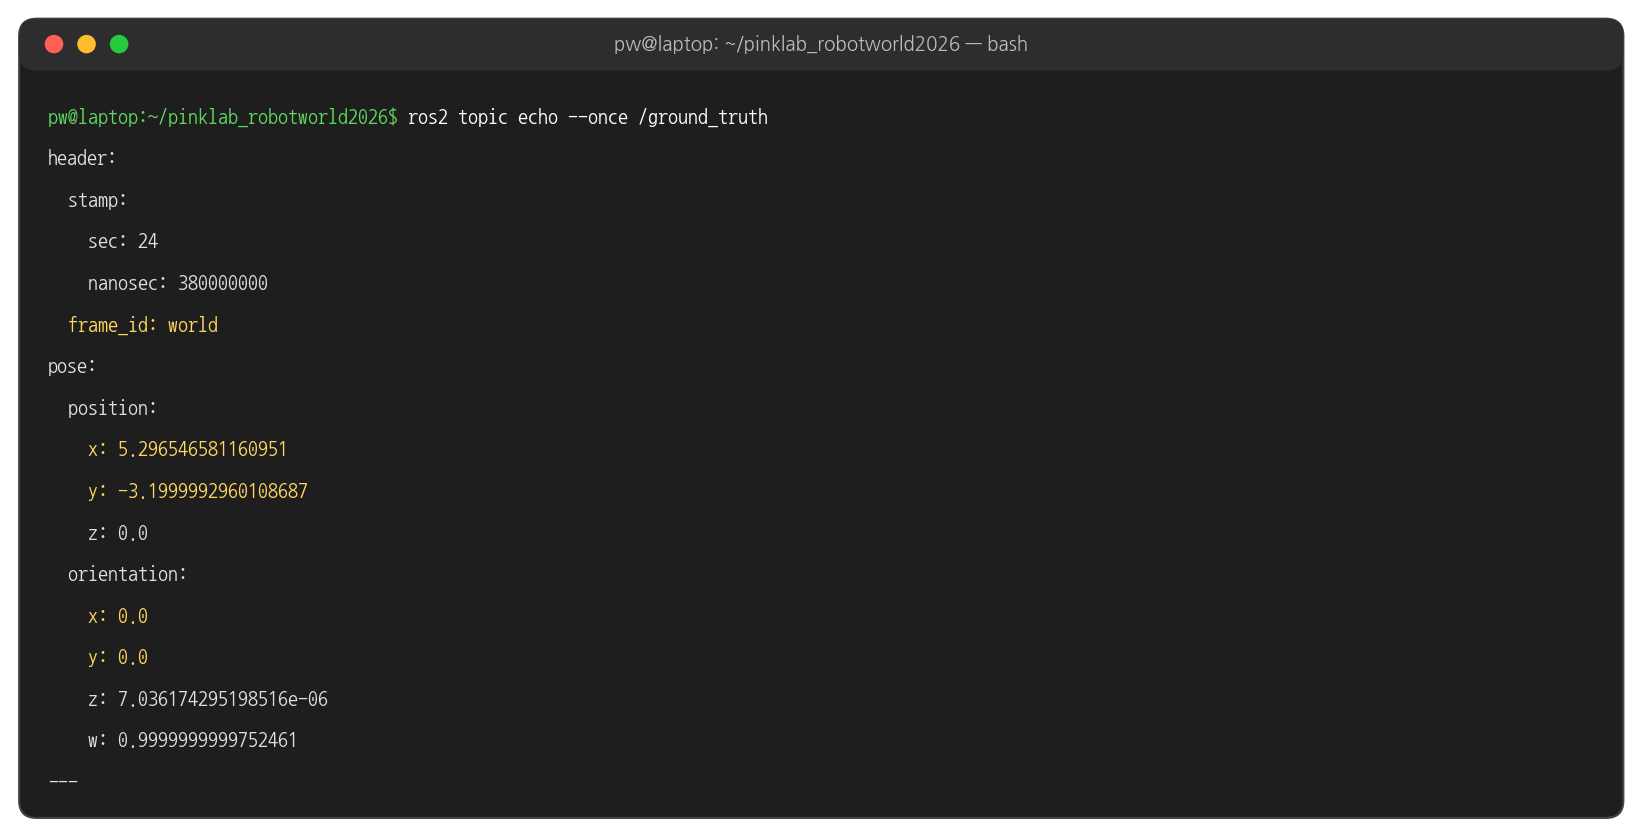 pw@laptop: ~/pinklab_robotworld2026 — bash
pw@laptop:~/pinklab_robotworld2026$ ros2 topic echo --once /ground_truth
header:
  stamp:
    sec: 24
    nanosec: 380000000
  frame_id: world
pose:
  position:
    x: 5.296546581160951
    y: -3.1999992960108687
    z: 0.0
  orientation:
    x: 0.0
    y: 0.0
    z: 7.036174295198516e-06
    w: 0.9999999999752461
---